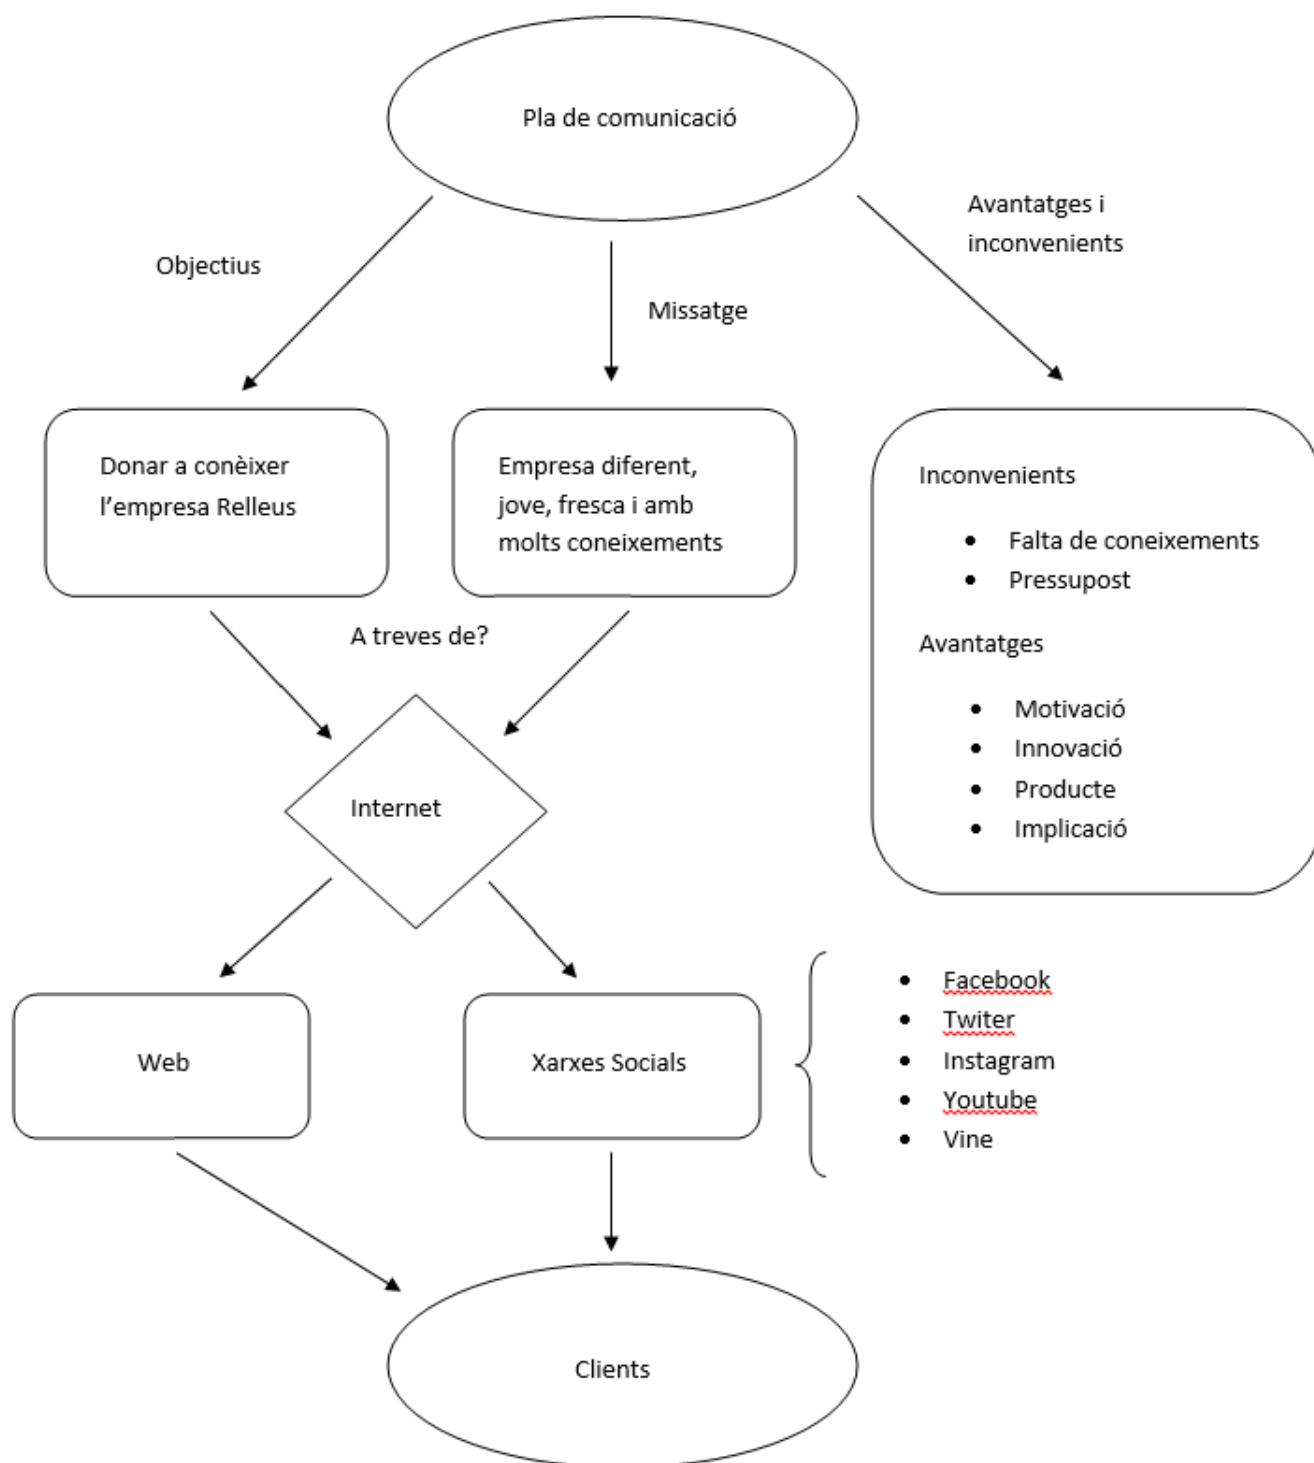 Pla de comunicació
Avantatges i
inconvenients
Objectius
Missatge
Donar a conèixer
l’empresa Relleus
Empresa diferent,
jove, fresca i amb
molts coneixements
Inconvenients
• Falta de coneixements
• Pressupost
Avantatges
• Motivació
• Innovació
• Producte
• Implicació
A treves de?
Internet
Web
Xarxes Socials
• Facebook
• Twiter
• Instagram
• Youtube
• Vine
Clients